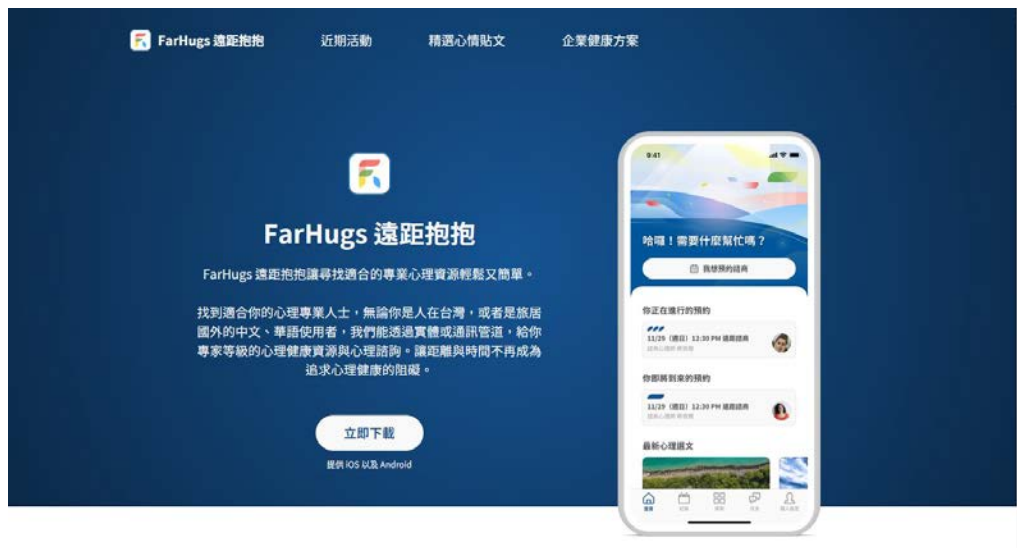 FarHugs 遠距抱抱
近期活動
精選心情貼文
企業健康方案
FarHugs 遠距抱抱
FarHugs 遠距抱抱讓尋找適合的專業心理資源輕鬆又簡單。
找到適合你的心理專業人士，無論你是人在台灣，或者是旅居
國外的中文、華語使用者，我們能透過實體或通訊管道，給你
專家等級的心理健康資源與心理諮詢。讓距離與時間不再成為
追求心理健康的阻礙。
立即下載
提供 iOS 以及 Android
9:41
哈囉！需要什麼幫忙嗎？
我想預約諮商
你正在進行的預約
11/29（週日）12:30 PM 通訊諮商
你即將到來的預約
11/29（週日）12:30 PM 通訊諮商
最新心理選文